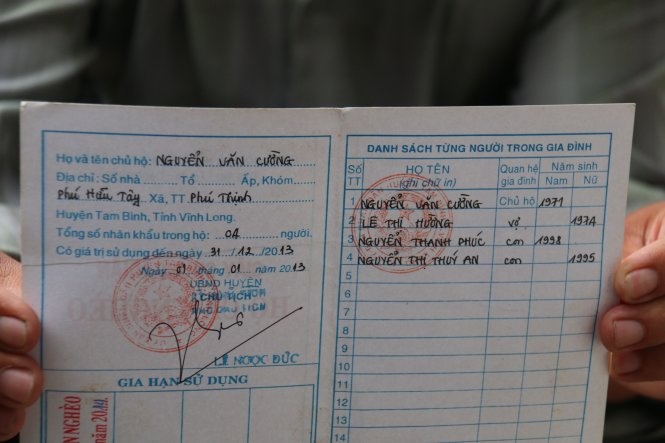 Họ và tên chủ hộ: NGUYỄN VĂN CƯỜNG
Địa chỉ: Số nhà Tổ Ấp, Khóm
Phú Hữu Tây Xã, TT Phú Thịnh
Huyện Tam Bình, Tỉnh Vĩnh Long.
Tổng số nhân khẩu trong hộ: 04 người.
Có giá trị sử dụng đến ngày 31/12/2013
Ngày 01 tháng 01 năm 2013
UBND HUYỆN
CHỦ TỊCH
LÊ NGỌC ĐỨC
GIA HẠN SỬ DỤNG
NGHÈO
năm 20
DANH SÁCH TỪNG NGƯỜI TRONG GIA ĐÌNH
Số TT HỌ TÊN (ghi chữ in) Quan hệ gia đình Năm sinh Nam Nữ
1 NGUYỄN VĂN CƯỜNG Chủ hộ 1971
2 LÊ THỊ HƯỜNG vợ 1974
3 NGUYỄN THANH PHÚC con 1998
4 NGUYỄN THỊ THUÝ AN con 1995
5
6
7
8
9
10
11
12
13
14